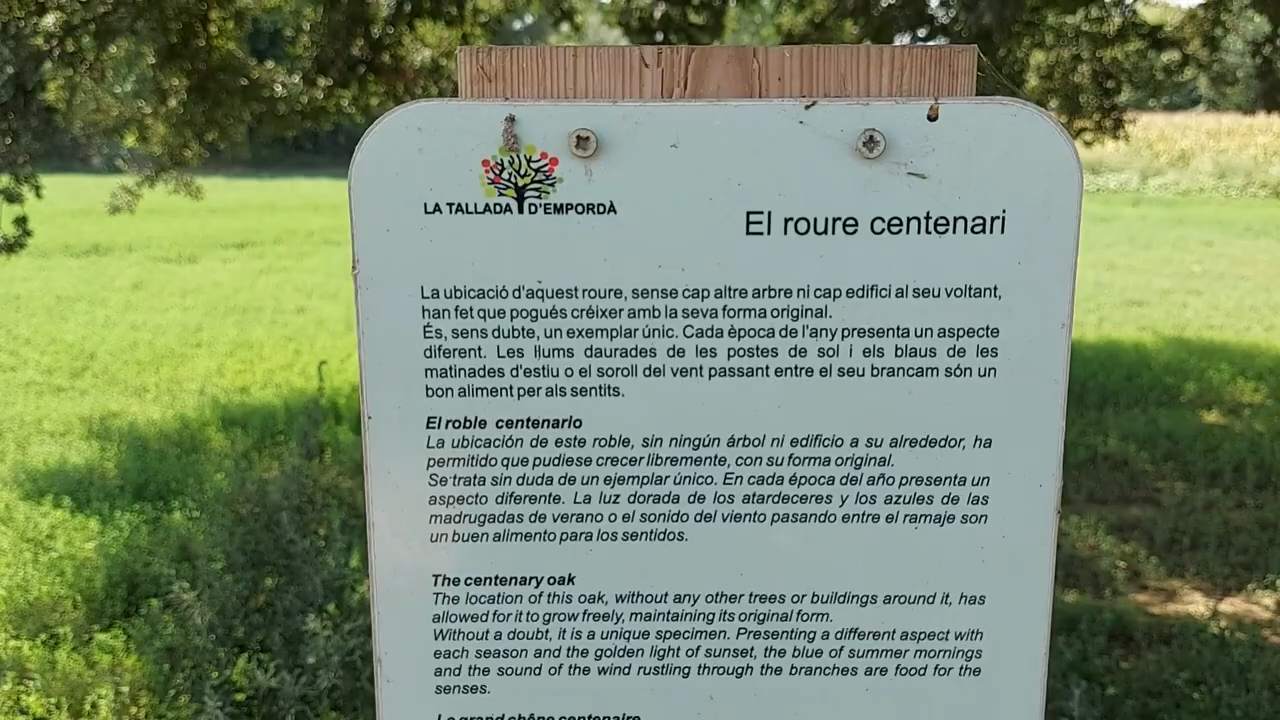 LA TALLADA D'EMPORDÀ
El roure centenari
La ubicació d'aquest roure, sense cap altre arbre ni cap edifici al seu voltant,
han fet que pogués créixer amb la seva forma original.
És, sens dubte, un exemplar únic. Cada època de l'any presenta un aspecte
diferent. Les llums daurades de les postes de sol i els blaus de les
matinades d'estiu o el soroll del vent passant entre el seu brancam són un
bon aliment per als sentits.
El roble centenario
La ubicación de este roble, sin ningún árbol ni edificio a su alrededor, ha
permitido que pudiese crecer libremente, con su forma original.
Se trata sin duda de un ejemplar único. En cada época del año presenta un
aspecto diferente. La luz dorada de los atardeceres y los azules de las
madrugadas de verano o el sonido del viento pasando entre el ramaje son
un buen alimento para los sentidos.
The centenary oak
The location of this oak, without any other trees or buildings around it, has
allowed for it to grow freely, maintaining its original form.
Without a doubt, it is a unique specimen. Presenting a different aspect with
each season and the golden light of sunset, the blue of summer mornings
and the sound of the wind rustling through the branches are food for the
senses.
Le grand chêne centenaire